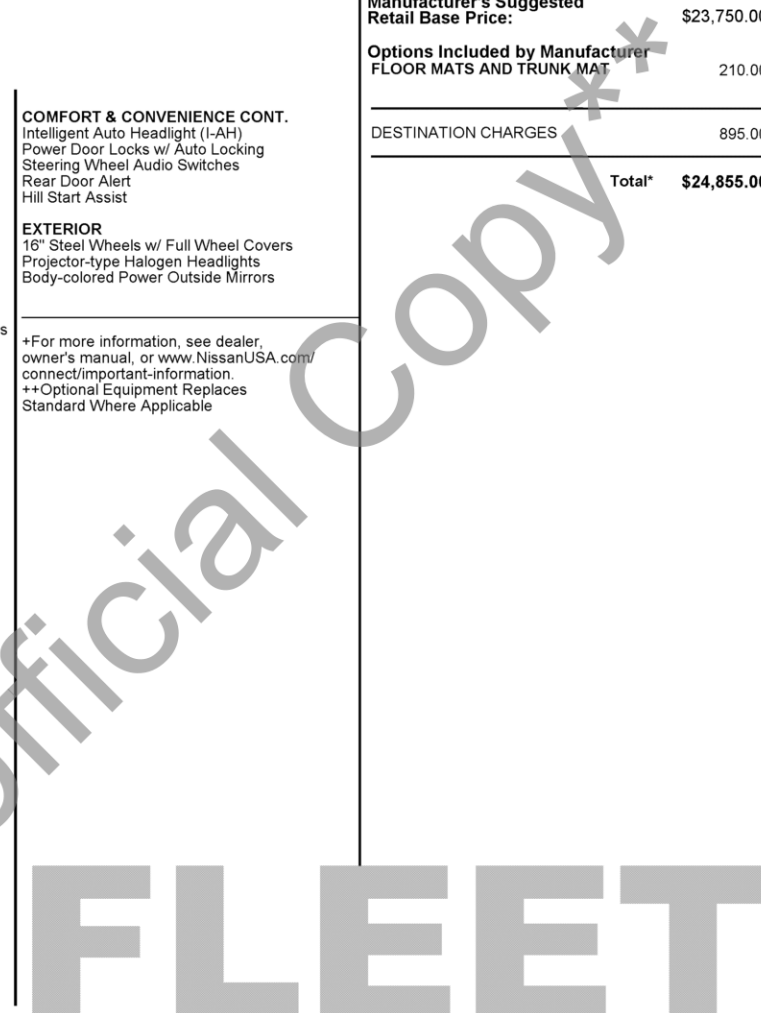 s
COMFORT & CONVENIENCE CONT.
Intelligent Auto Headlight (I-AH)
Power Door Locks w/ Auto Locking
Steering Wheel Audio Switches
Rear Door Alert
Hill Start Assist
EXTERIOR
16" Steel Wheels w/ Full Wheel Covers
Projector-type Halogen Headlights
Body-colored Power Outside Mirrors
+For more information, see dealer,
owner's manual, or www.NissanUSA.com/
connect/important-information.
++Optional Equipment Replaces
Standard Where Applicable
Manufacturer's Suggested
Retail Base Price: $23,750.00
Options Included by Manufacturer
FLOOR MATS AND TRUNK MAT 210.00
DESTINATION CHARGES 895.00
Total* $24,855.00
official Copy**
FLEET